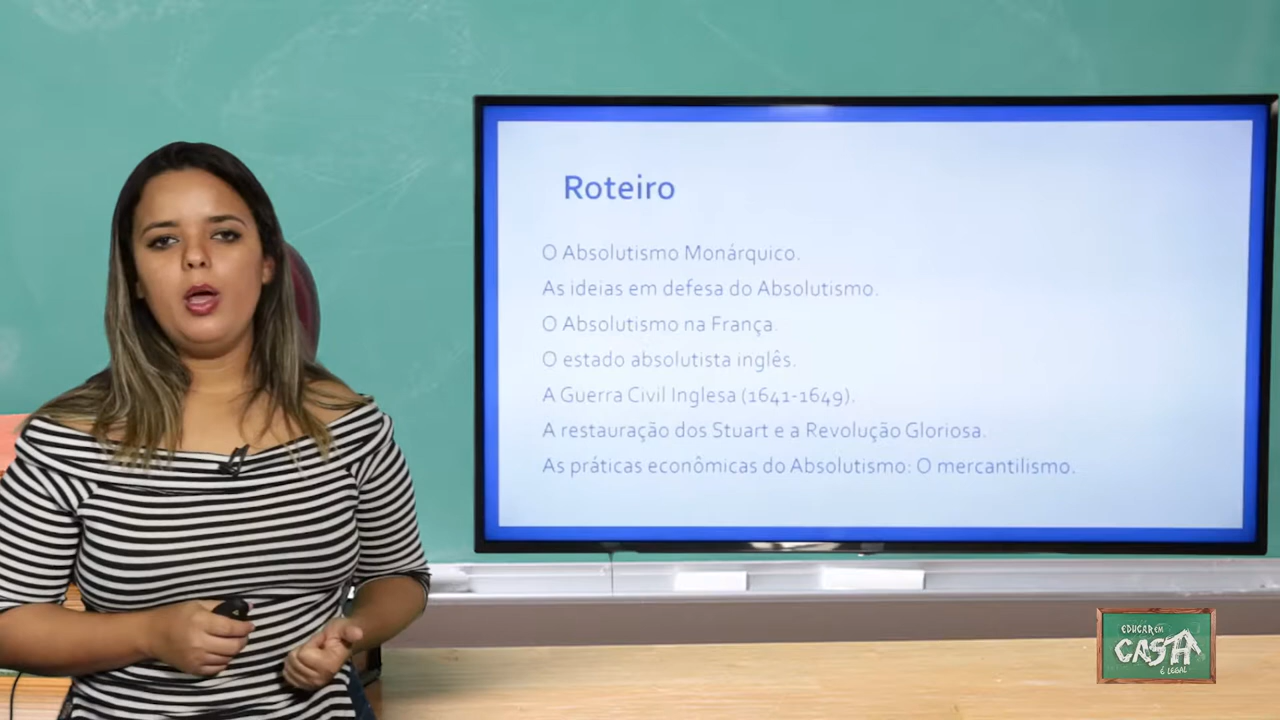 Roteiro
O Absolutismo Monárquico.
As ideias em defesa do Absolutismo.
O Absolutismo na França.
O estado absolutista inglês.
A Guerra Civil Inglesa (1641-1649).
A restauração dos Stuart e a Revolução Gloriosa.
As práticas econômicas do Absolutismo: O mercantilismo.
EDUCAR EM
CASA
É LEGAL